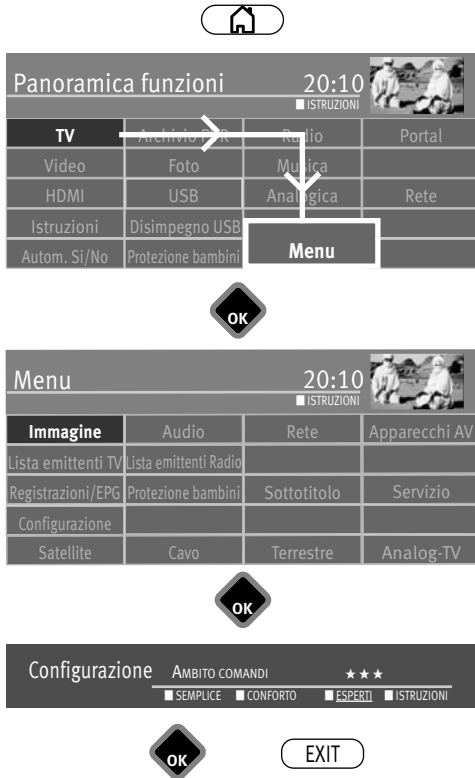 Panoramica funzioni 20:10
ISTRUZIONI
TV Archivio PVR Radio Portal
Video Foto Musica
HDMI USB Analogica Rete
Istruzioni Disimpegno USB
Autom. Si/No Protezione bambini Menu
OK
Menu 20:10
ISTRUZIONI
Immagine Audio Rete Apparecchi AV
Lista emittenti TV Lista emittenti Radio
Registrazioni/EPG Protezione bambini Sottotitolo Servizio
Configurazione
Satellite Cavo Terrestre Analog-TV
OK
Configurazione AMBITO COMANDI ★★★
SEMPLICE CONFORTO ESPERTI ISTRUZIONI
OK EXIT